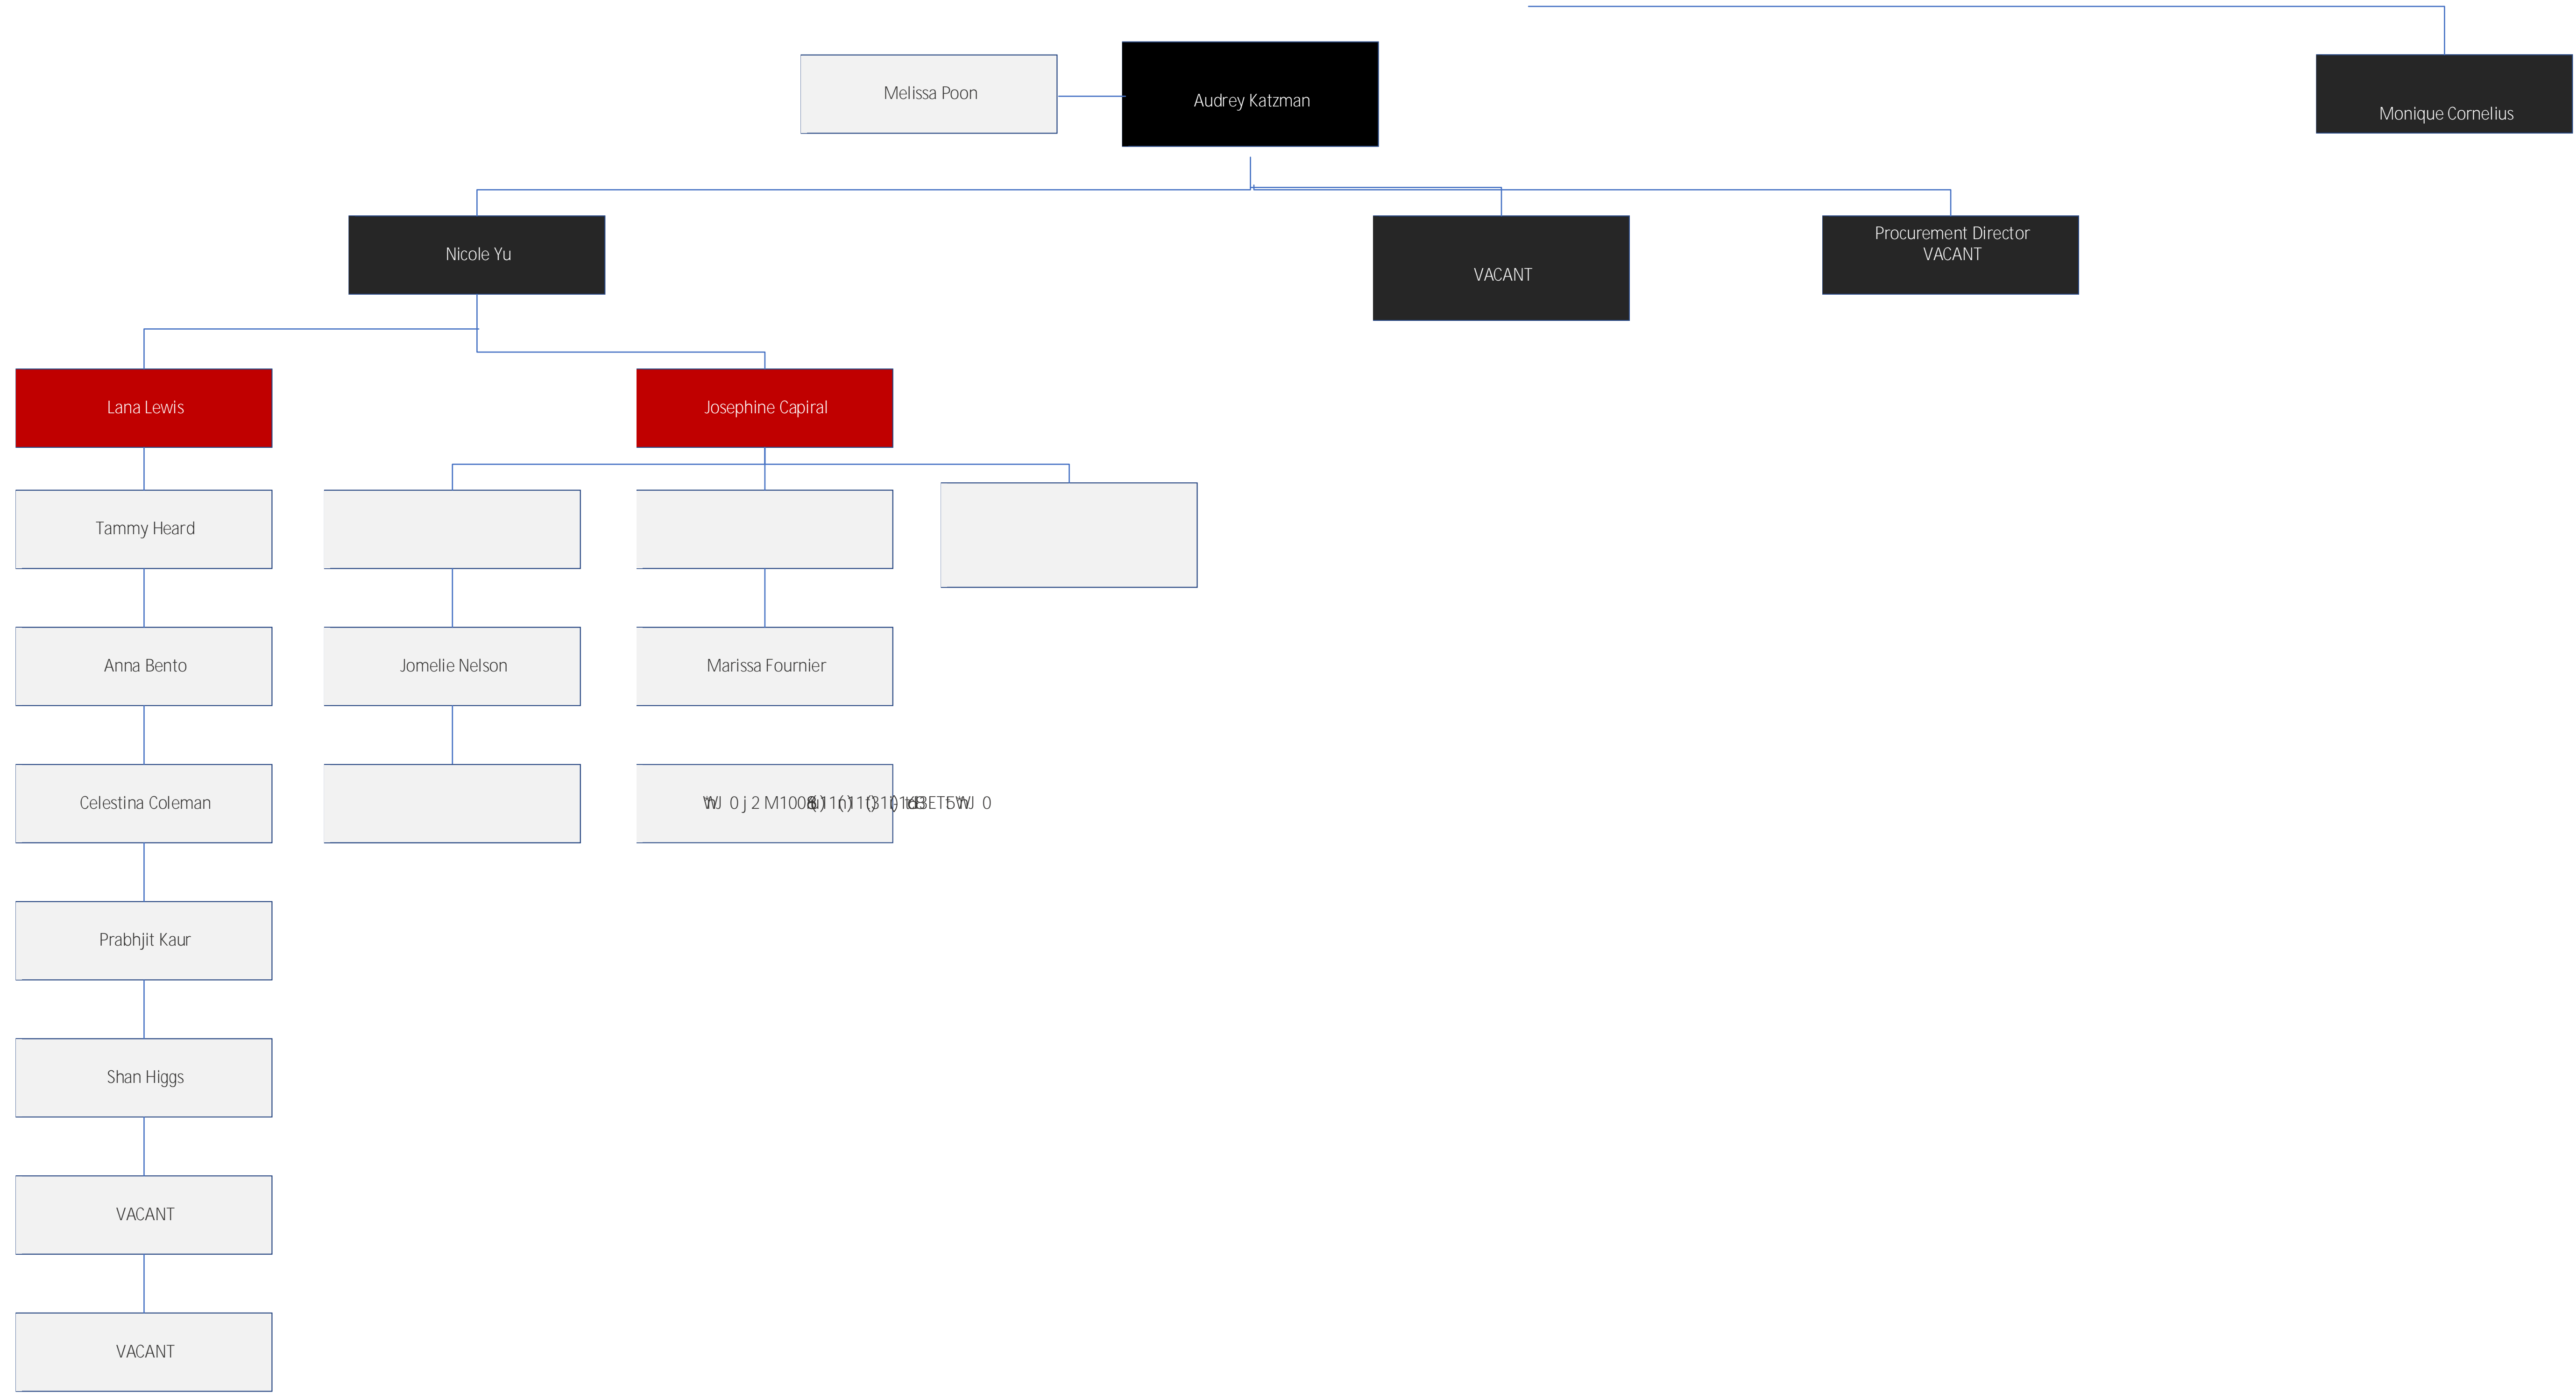 Melissa Poon
Audrey Katzman
Monique Cornelius
Nicole Yu
VACANT
Procurement Director
VACANT
Lana Lewis
Josephine Capiral
Tammy Heard
Anna Bento
Jomelie Nelson
Marissa Fournier
Celestina Coleman
Prabhjit Kaur
Shan Higgs
VACANT
VACANT